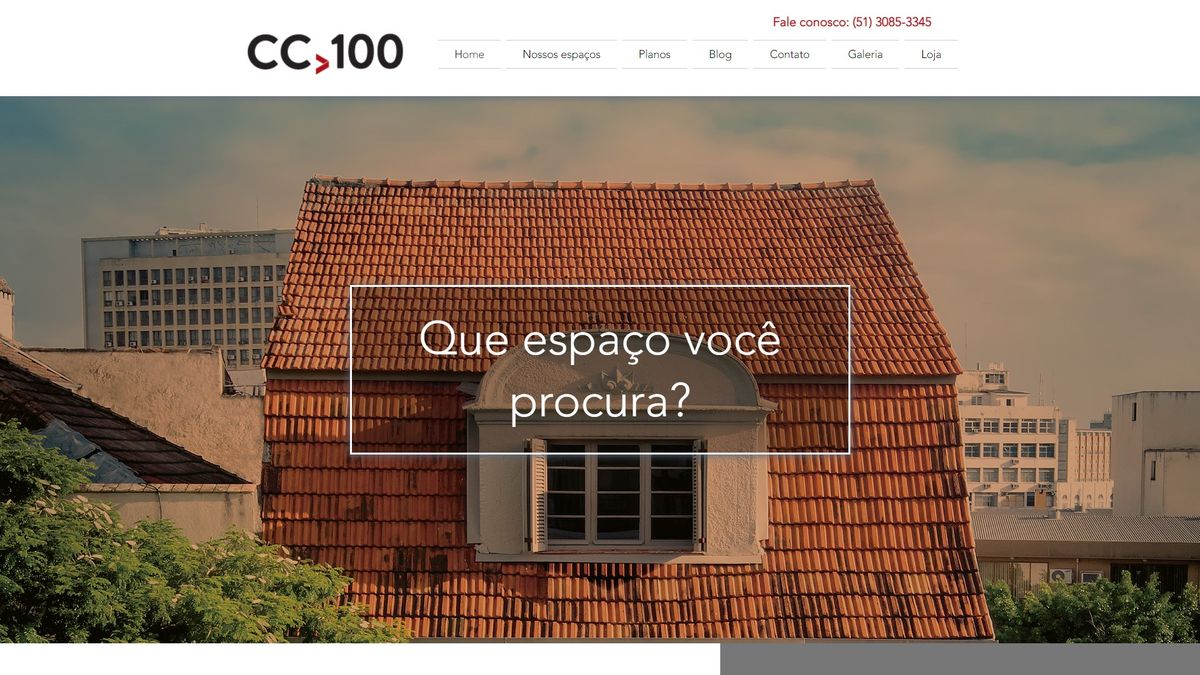 Fale conosco: (51) 3085-3345
CC>100
Home
Nossos espaços
Planos
Blog
Contato
Galeria
Loja
Que espaço você
procura?